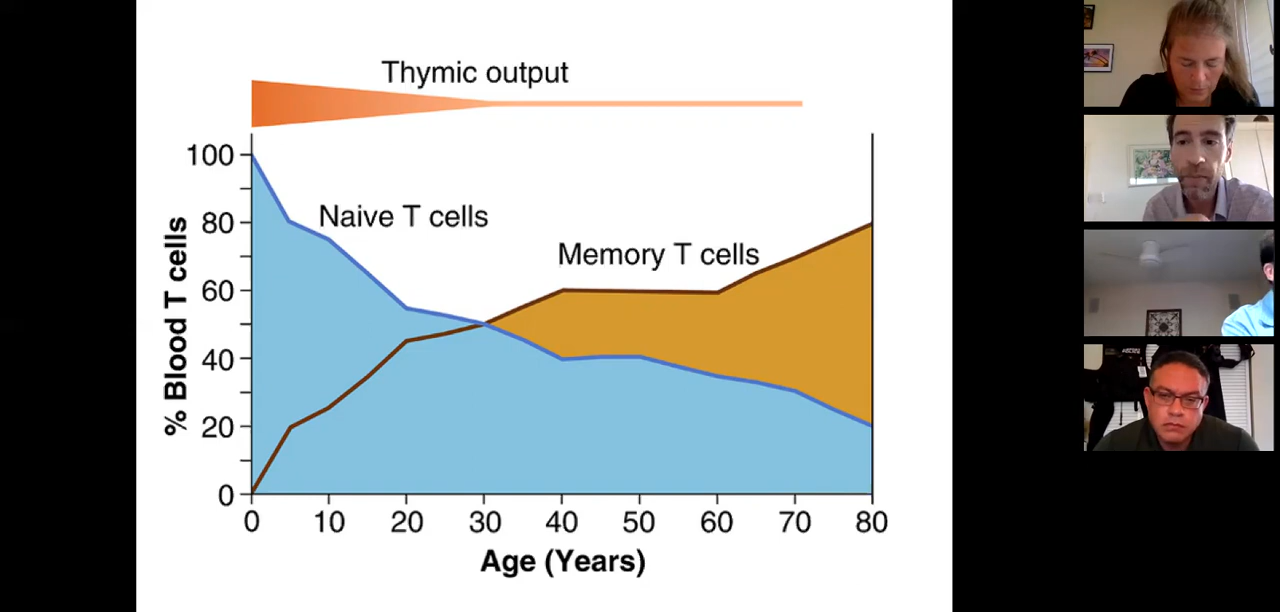 Thymic output
100
80
60
40
20
0
% Blood T cells
Naive T cells
Memory T cells
0 10 20 30 40 50 60 70 80
Age (Years)